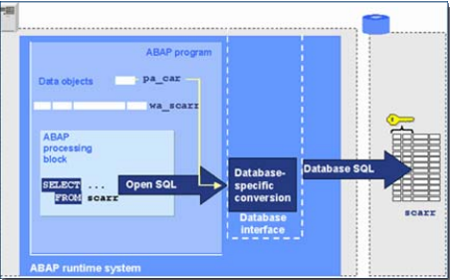 ABAP program
Data objects
pa_car
wa_scarr
ABAP
processing
block
SELECT ...
FROM scarr
Open SQL
Database-
specific
conversion
Database
interface
Database SQL
scarr
ABAP runtime system